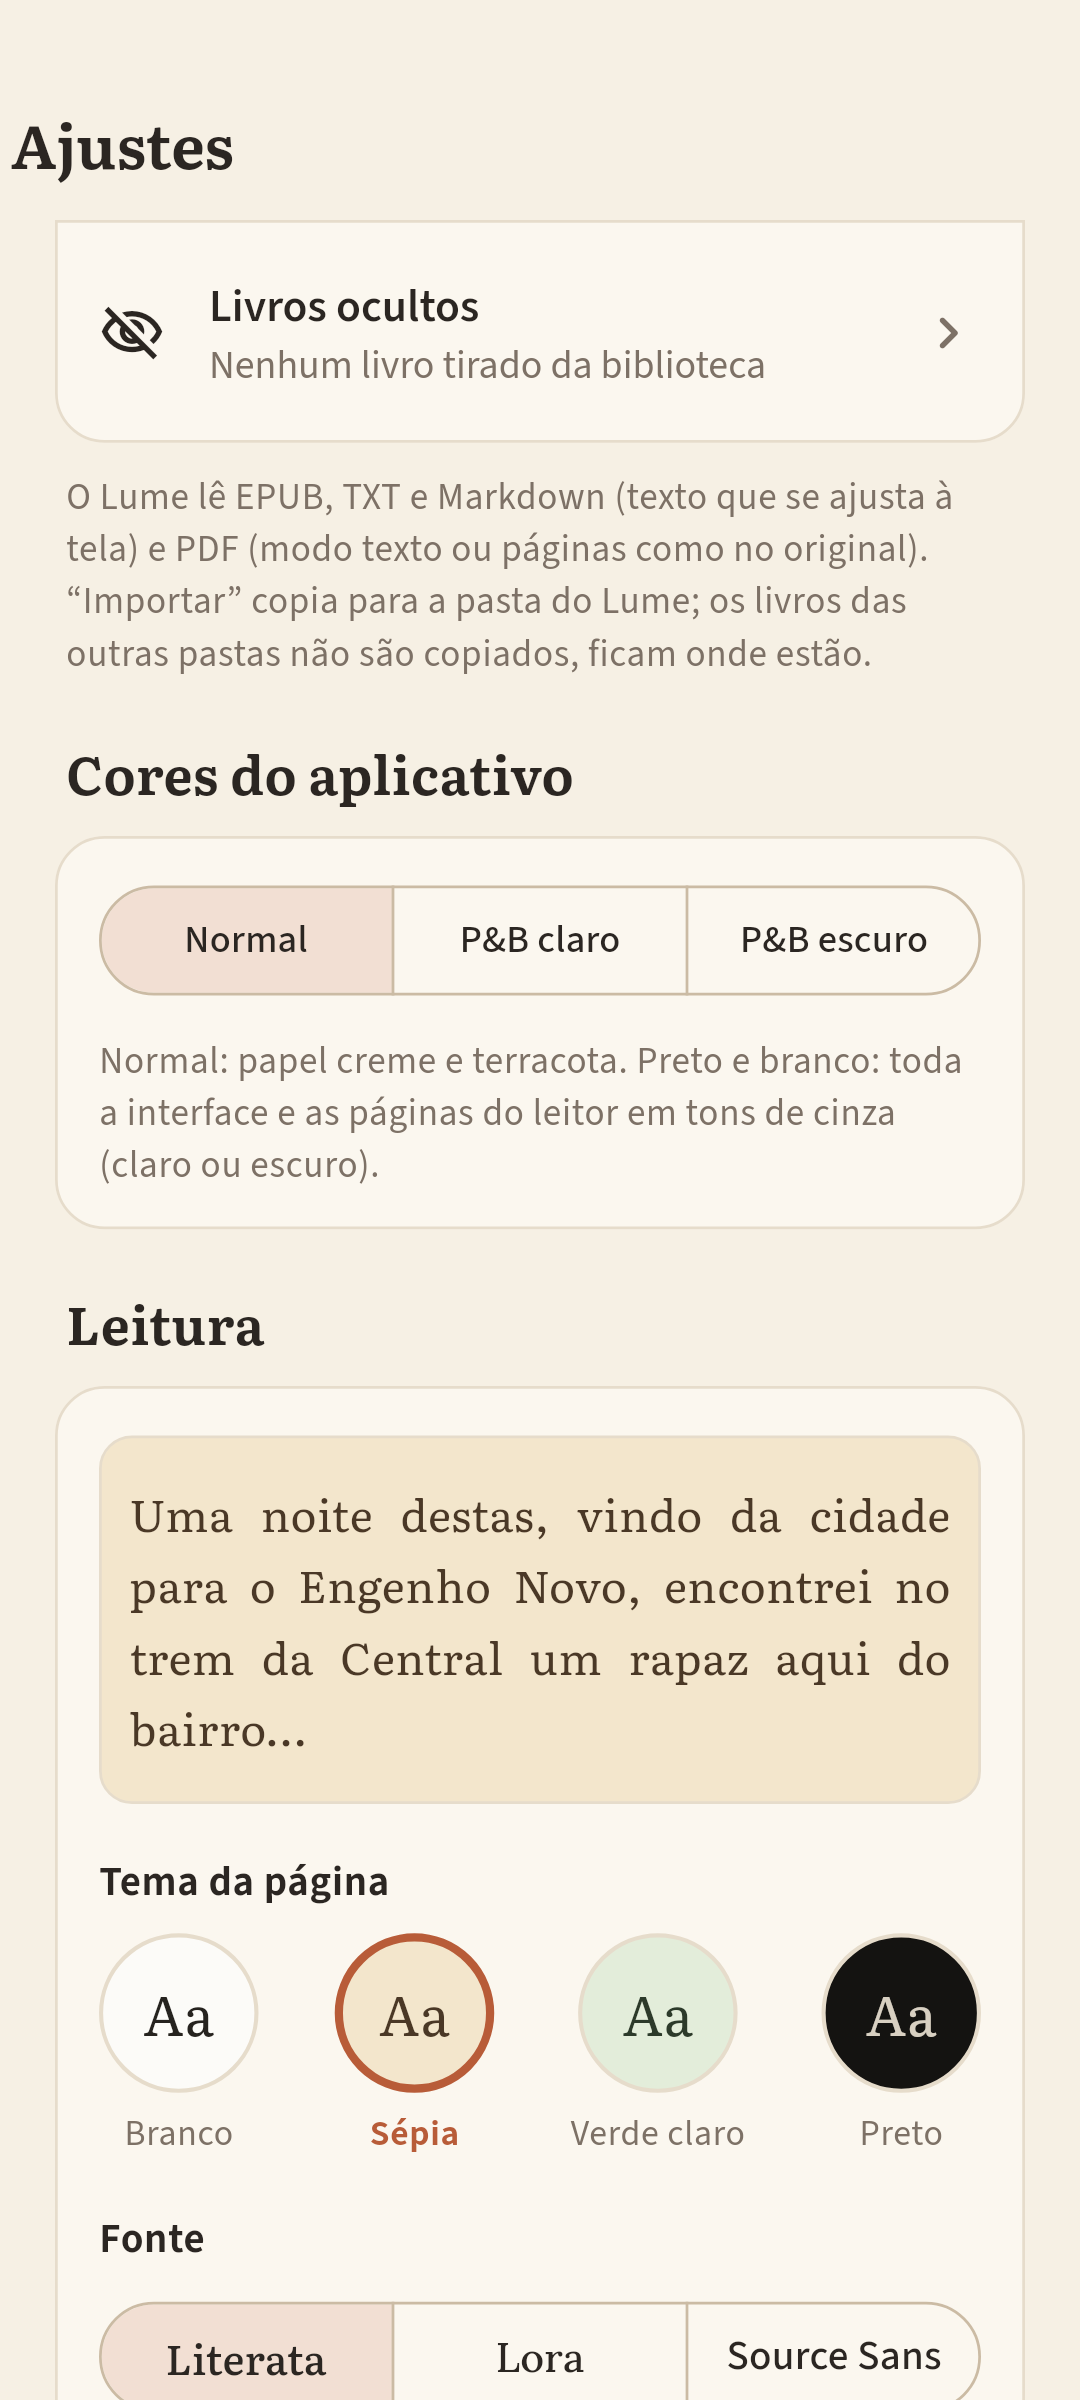 Ajustes
Livros ocultos
Nenhum livro tirado da biblioteca
O Lume lê EPUB, TXT e Markdown (texto que se ajusta à
tela) e PDF (modo texto ou páginas como no original).
“Importar” copia para a pasta do Lume; os livros das
outras pastas não são copiados, ficam onde estão.
Cores do aplicativo
Normal
P&B claro
P&B escuro
Normal: papel creme e terracota. Preto e branco: toda
a interface e as páginas do leitor em tons de cinza
(claro ou escuro).
Leitura
Uma noite destas, vindo da cidade
para o Engenho Novo, encontrei no
trem da Central um rapaz aqui do
bairro…
Tema da página
Aa
Aa
Aa
Aa
Branco
Sépia
Verde claro
Preto
Fonte
Literata
Lora
Source Sans